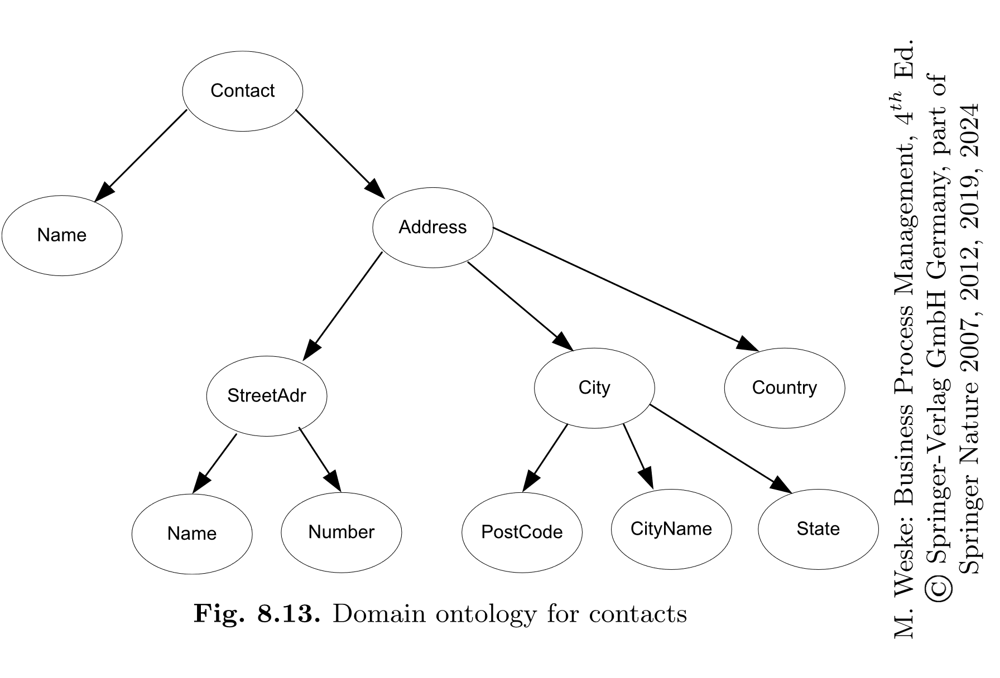 Contact
Name
Address
StreetAdr
City
Country
Name
Number
PostCode
CityName
State
Fig. 8.13. Domain ontology for contacts
M. Weske: Business Process Management, 4th Ed.
© Springer-Verlag GmbH Germany, part of
Springer Nature 2007, 2012, 2019, 2024